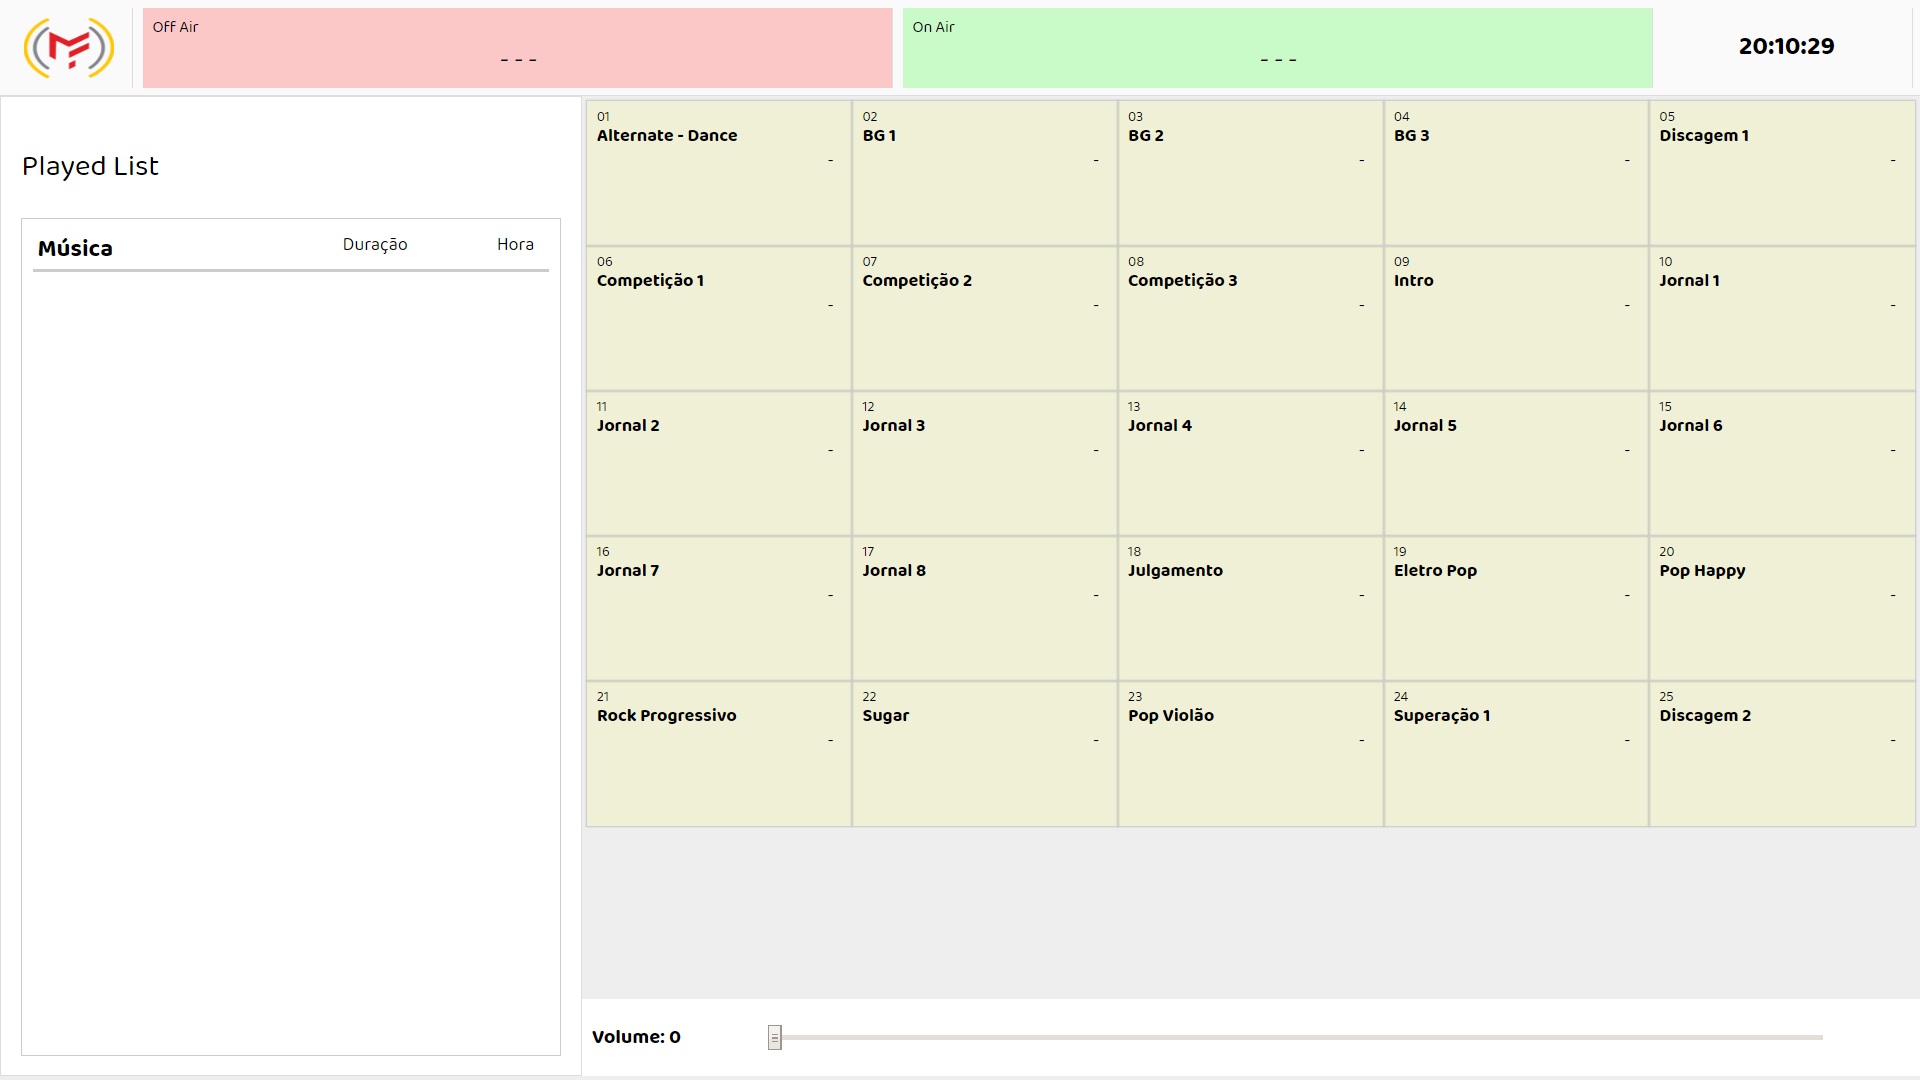 Off Air
- - -
On Air
- - -
20:10:29
Played List
Música Duração Hora
01
Alternate - Dance
-
02
BG 1
-
03
BG 2
-
04
BG 3
-
05
Discagem 1
-
06
Competição 1
-
07
Competição 2
-
08
Competição 3
-
09
Intro
-
10
Jornal 1
-
11
Jornal 2
-
12
Jornal 3
-
13
Jornal 4
-
14
Jornal 5
-
15
Jornal 6
-
16
Jornal 7
-
17
Jornal 8
-
18
Julgamento
-
19
Eletro Pop
-
20
Pop Happy
-
21
Rock Progressivo
-
22
Sugar
-
23
Pop Violão
-
24
Superação 1
-
25
Discagem 2
-
Volume: 0